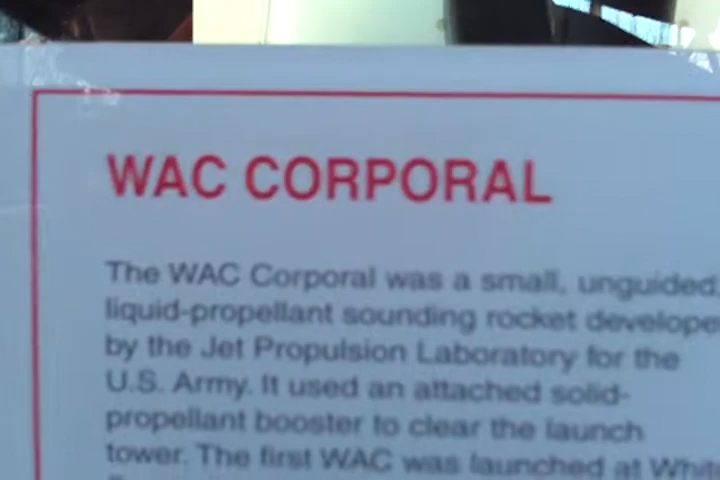 WAC CORPORAL
The WAC Corporal was a small, unguided,
liquid-propellant sounding rocket develope
by the Jet Propulsion Laboratory for the
U.S. Army. It used an attached solid-
propellant booster to clear the launch
tower. The first WAC was launched at White